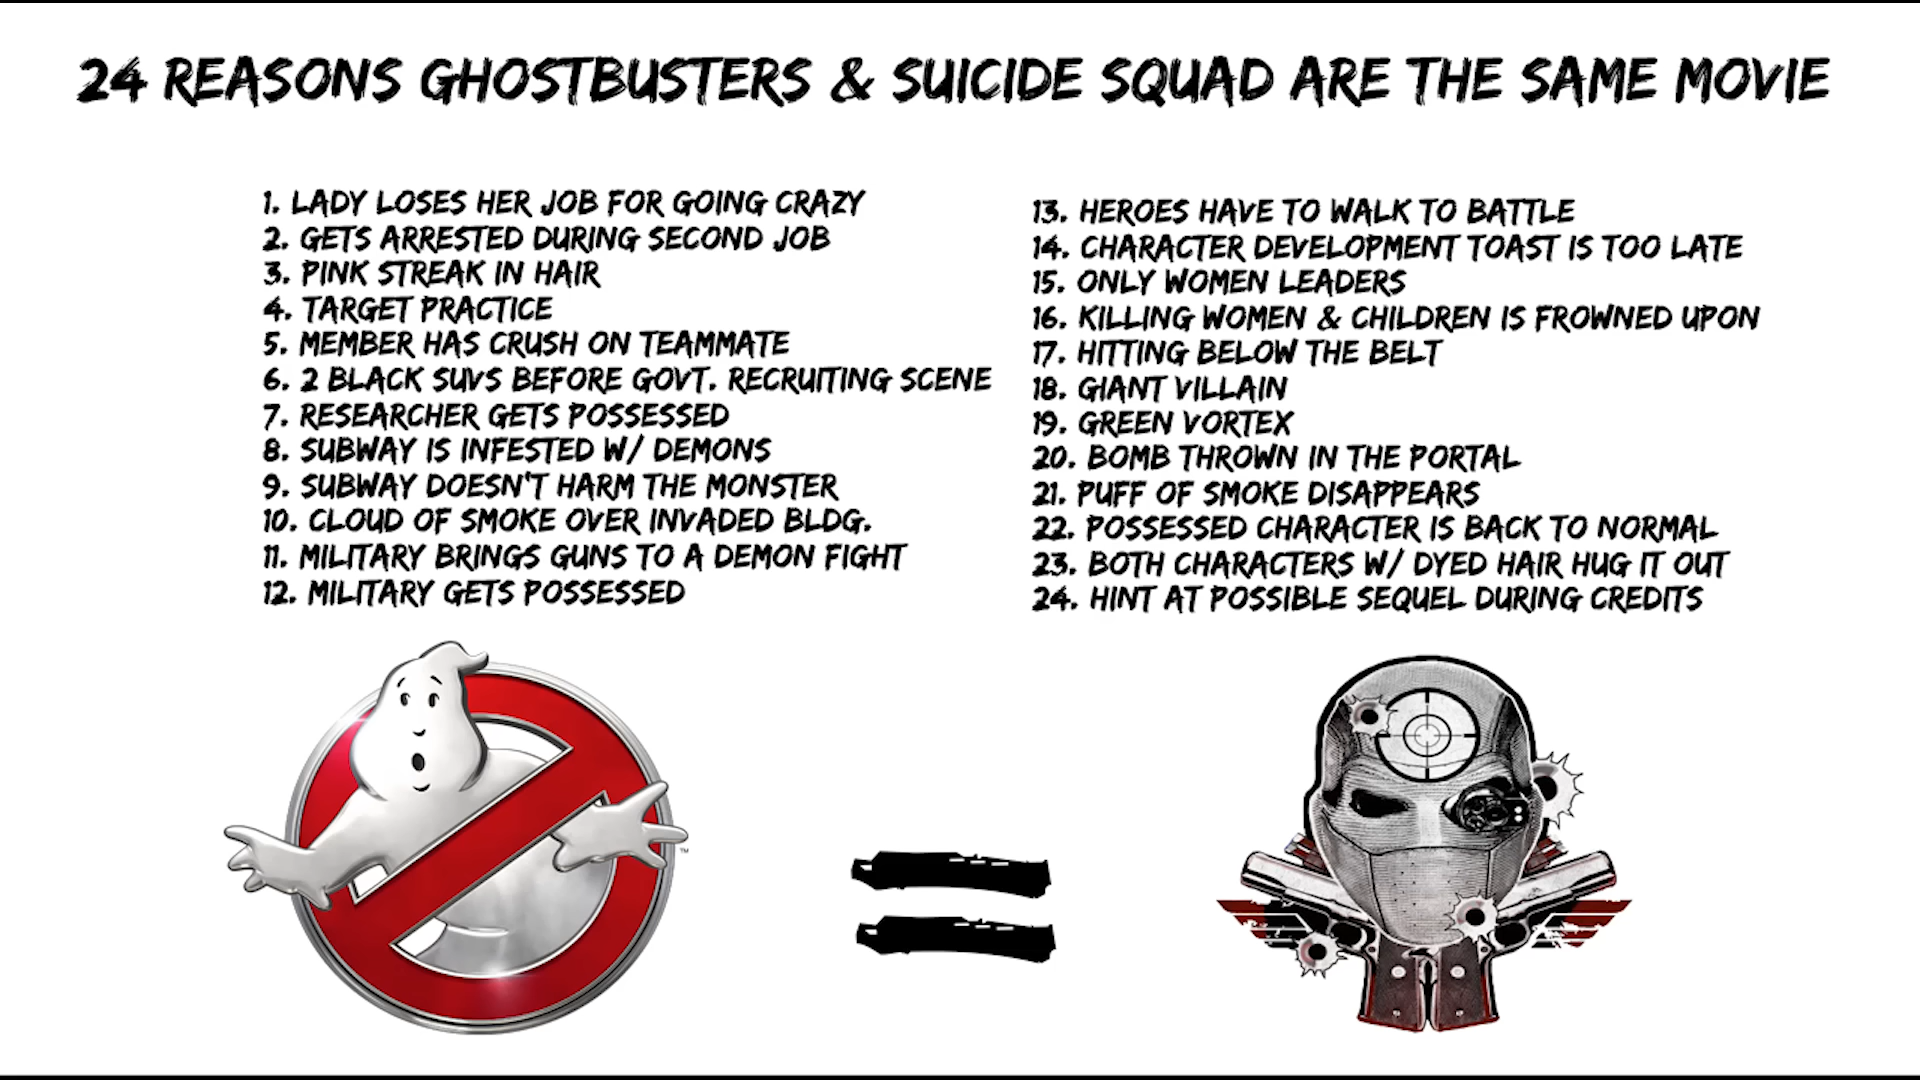 24 REASONS GHOSTBUSTERS & SUICIDE SQUAD ARE THE SAME MOVIE
1. LADY LOSES HER JOB FOR GOING CRAZY
2. GETS ARRESTED DURING SECOND JOB
3. PINK STREAK IN HAIR
4. TARGET PRACTICE
5. MEMBER HAS CRUSH ON TEAMMATE
6. 2 BLACK SUVS BEFORE GOVT. RECRUITING SCENE
7. RESEARCHER GETS POSSESSED
8. SUBWAY IS INFESTED W/ DEMONS
9. SUBWAY DOESN'T HARM THE MONSTER
10. CLOUD OF SMOKE OVER INVADED BLDG.
11. MILITARY BRINGS GUNS TO A DEMON FIGHT
12. MILITARY GETS POSSESSED
13. HEROES HAVE TO WALK TO BATTLE
14. CHARACTER DEVELOPMENT TOAST IS TOO LATE
15. ONLY WOMEN LEADERS
16. KILLING WOMEN & CHILDREN IS FROWNED UPON
17. HITTING BELOW THE BELT
18. GIANT VILLAIN
19. GREEN VORTEX
20. BOMB THROWN IN THE PORTAL
21. PUFF OF SMOKE DISAPPEARS
22. POSSESSED CHARACTER IS BACK TO NORMAL
23. BOTH CHARACTERS W/ DYED HAIR HUG IT OUT
24. HINT AT POSSIBLE SEQUEL DURING CREDITS
™
=